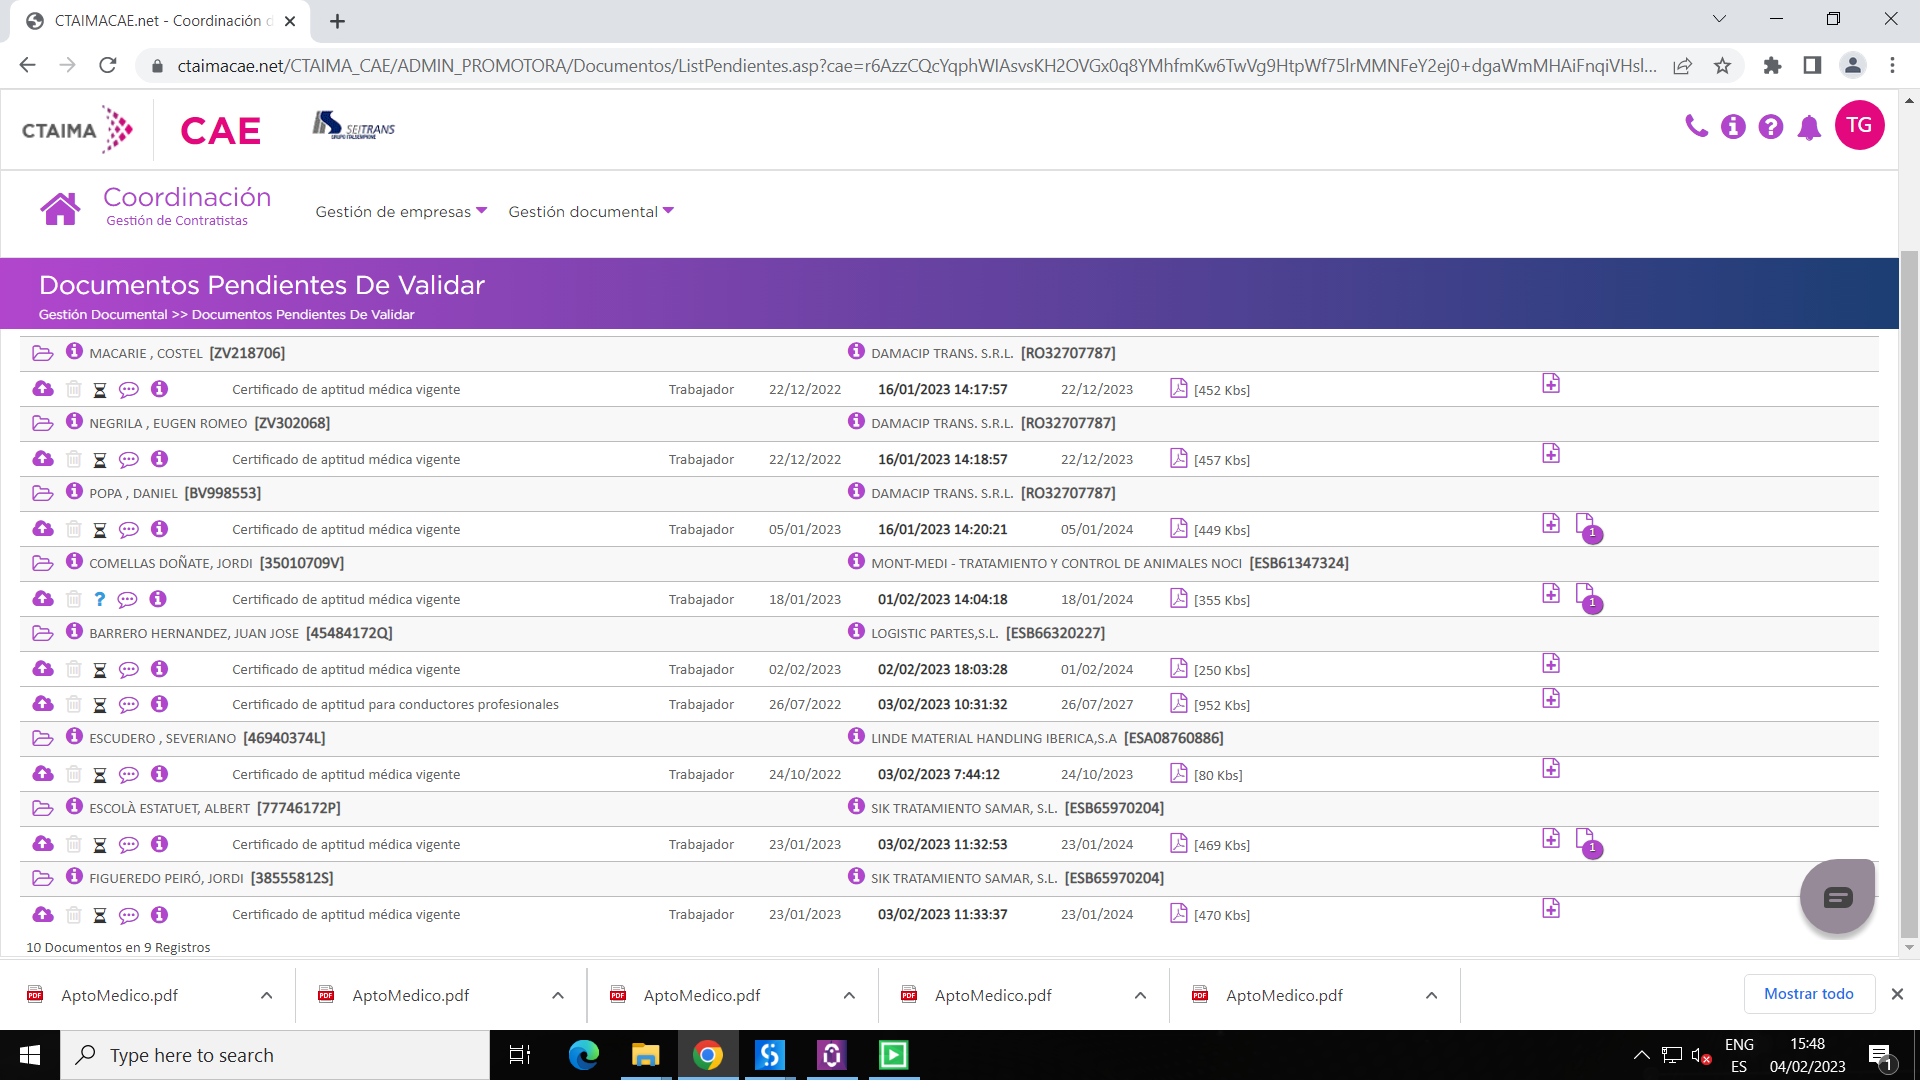 CTAIMACAE.net - Coordinación d
ctaimacae.net/CTAIMA_CAE/ADMIN_PROMOTORA/Documentos/ListPendientes.asp?cae=
CTAIMA
CAE
SEITRANS
GRUPO ITALSEMPIONE
TG
Coordinación
Gestión de Contratistas
Gestión de empresas
Gestión documental
Documentos Pendientes De Validar
Gestión Documental >> Documentos Pendientes De Validar
MACARIE , COSTEL [ZV218706] DAMACIP TRANS. S.R.L. [RO32707787]
Certificado de aptitud médica vigente Trabajador 22/12/2022 16/01/2023 14:17:57 22/12/2023 [452 Kbs]
NEGRILA , EUGEN ROMEO [ZV302068] DAMACIP TRANS. S.R.L. [RO32707787]
Certificado de aptitud médica vigente Trabajador 22/12/2022 16/01/2023 14:18:57 22/12/2023 [457 Kbs]
POPA , DANIEL [BV998553] DAMACIP TRANS. S.R.L. [RO32707787]
Certificado de aptitud médica vigente Trabajador 05/01/2023 16/01/2023 14:20:21 05/01/2024 [449 Kbs] 1
COMELLAS DOÑATE, JORDI [35010709V] MONT-MEDI - TRATAMIENTO Y CONTROL DE ANIMALES NOCI [ESB61347324]
? Certificado de aptitud médica vigente Trabajador 18/01/2023 01/02/2023 14:04:18 18/01/2024 [355 Kbs] 1
BARRERO HERNANDEZ, JUAN JOSE [45484172Q] LOGISTIC PARTES,S.L. [ESB66320227]
Certificado de aptitud médica vigente Trabajador 02/02/2023 02/02/2023 18:03:28 01/02/2024 [250 Kbs]
Certificado de aptitud para conductores profesionales Trabajador 26/07/2022 03/02/2023 10:31:32 26/07/2027 [952 Kbs]
ESCUDERO , SEVERIANO [46940374L] LINDE MATERIAL HANDLING IBERICA,S.A [ESA08760886]
Certificado de aptitud médica vigente Trabajador 24/10/2022 03/02/2023 7:44:12 24/10/2023 [80 Kbs]
ESCOLÀ ESTATUET, ALBERT [77746172P] SIK TRATAMIENTO SAMAR, S.L. [ESB65970204]
Certificado de aptitud médica vigente Trabajador 23/01/2023 03/02/2023 11:32:53 23/01/2024 [469 Kbs] 1
FIGUEREDO PEIRÓ, JORDI [38555812S] SIK TRATAMIENTO SAMAR, S.L. [ESB65970204]
Certificado de aptitud médica vigente Trabajador 23/01/2023 03/02/2023 11:33:37 23/01/2024 [470 Kbs]
10 Documentos en 9 Registros
AptoMedico.pdf AptoMedico.pdf AptoMedico.pdf AptoMedico.pdf AptoMedico.pdf Mostrar todo
Type here to search
ENG
ES
15:48
04/02/2023
1